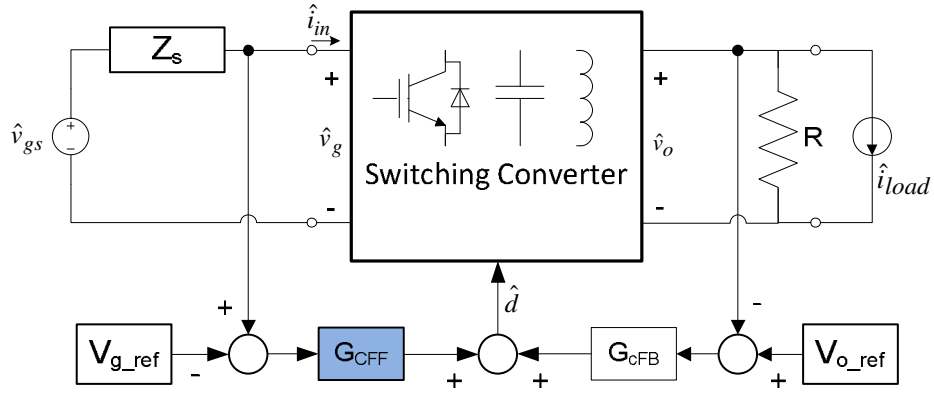 î_in
Z_s
+
+
+
v̂_gs
-
v̂_g
v̂_o
R
î_load
Switching Converter
-
-
d̂
+
-
V_g_ref
G_CFF
G_cFB
V_o_ref
-
+
+
+